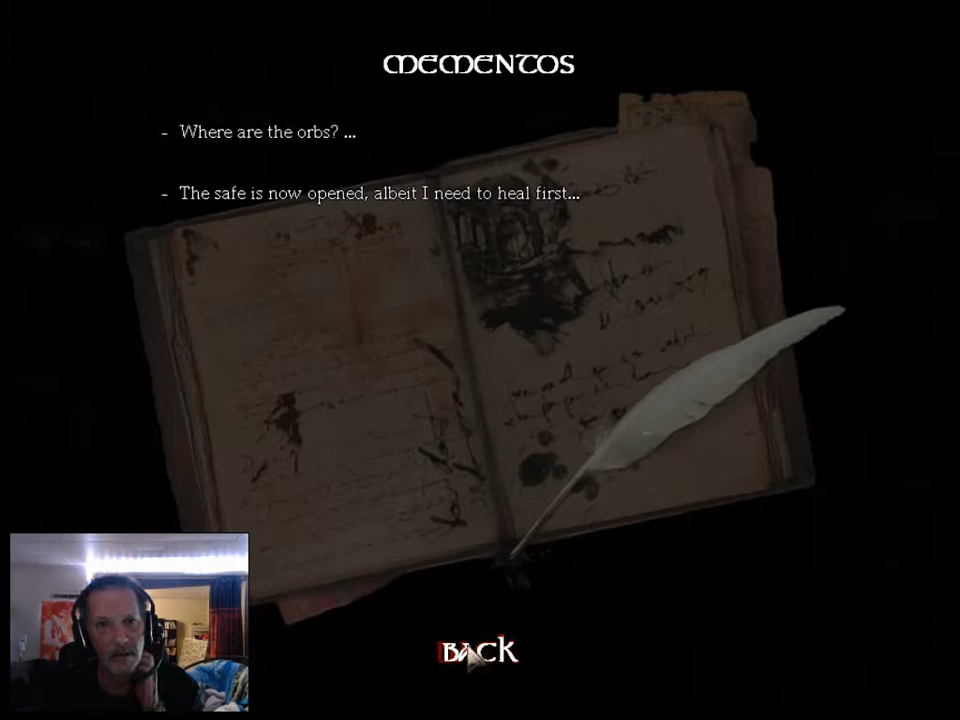 MEMENTOS
- Where are the orbs? ...
- The safe is now opened, albeit I need to heal first...
BACK